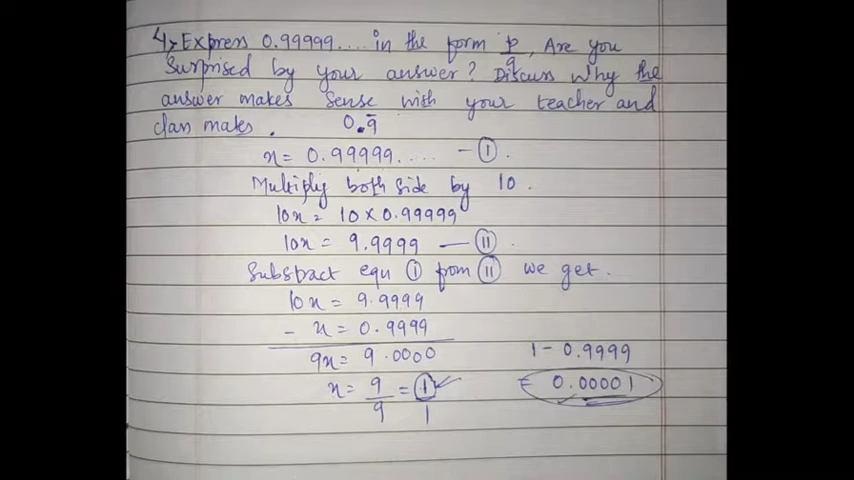 4) Express 0.99999.... in the form p/q, Are you
Surprised by your answer? Discuss why the
answer makes sense with your teacher and
class mates.
0.9̄
x = 0.99999.... - (I).
Multiply both side by 10.
10x = 10 × 0.99999
10x = 9.9999 — (II).
Substract equ (I) from (II) we get.
10x = 9.9999
- x = 0.9999
9x = 9.0000 1 - 0.9999
x = 9/9 = 1/1 = 0.00001